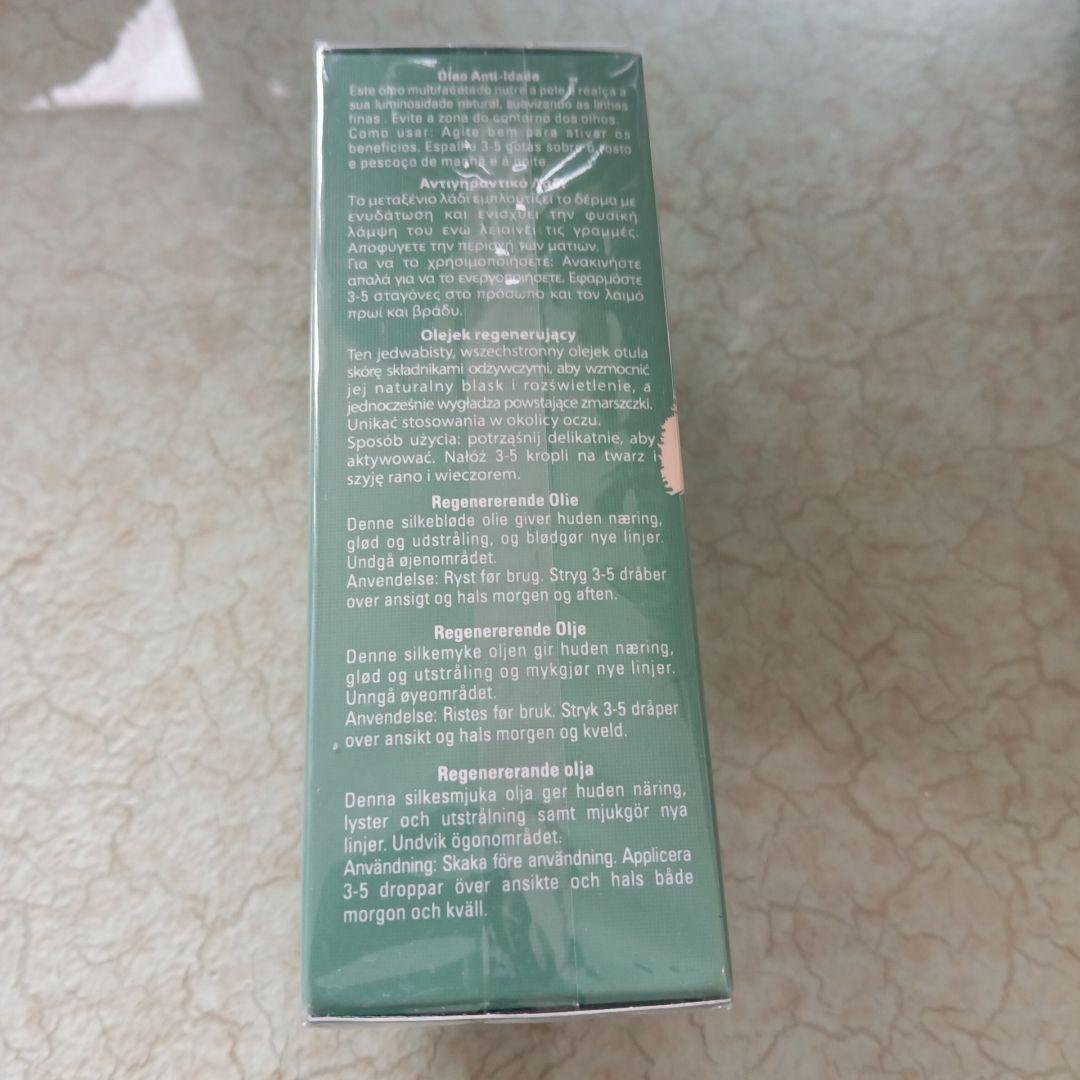 Óleo Anti-Idade
Este óleo multifacetado nutre a pele e realça a
sua luminosidade natural, suavizando as linhas
finas. Evite a zona do contorno dos olhos.
Como usar: Agite bem para ativar os
benefícios. Espalhe 3-5 gotas sobre o rosto
e pescoço de manhã e à noite
Αντιγηραντικό Λάδι
Το μεταξένιο λάδι εμπλουτίζει το δέρμα με
ενυδάτωση και ενισχύει την φυσική
λάμψη του ενώ λειαίνει τις γραμμές.
Αποφύγετε την περιοχή των ματιών.
Για να το χρησιμοποιήσετε: Ανακινήστε
απαλά για να το ενεργοποιήσετε. Εφαρμόστε
3-5 σταγόνες στο πρόσωπο και τον λαιμό
πρωί και βράδυ.
Olejek regenerujący
Ten jedwabisty, wszechstronny olejek otula
skórę składnikami odżywczymi, aby wzmocnić
jej naturalny blask i rozświetlenie, a
jednocześnie wygładza powstające zmarszczki.
Unikać stosowania w okolicy oczu.
Sposób użycia: potrząśnij delikatnie, aby
aktywować. Nałóż 3-5 kropli na twarz i
szyję rano i wieczorem.
Regenererende Olie
Denne silkebløde olie giver huden næring,
glød og udstråling, og blødgør nye linjer.
Undgå øjenområdet.
Anvendelse: Ryst før brug. Stryg 3-5 dråber
over ansigt og hals morgen og aften.
Regenererende Olje
Denne silkemyke oljen gir huden næring,
glød og utstråling og mykgjør nye linjer.
Unngå øyeområdet.
Anvendelse: Ristes før bruk. Stryk 3-5 dråper
over ansikt og hals morgen og kveld.
Regenererande olja
Denna silkesmjuka olja ger huden näring,
lyster och utstrålning samt mjukgör nya
linjer. Undvik ögonområdet.
Användning: Skaka före användning. Applicera
3-5 droppar över ansikte och hals både
morgon och kväll.